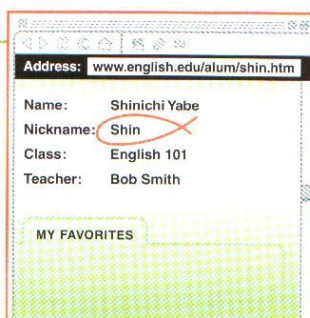 Address: www.english.edu/alum/shin.htm
Name: Shinichi Yabe
Nickname: Shin
Class: English 101
Teacher: Bob Smith
MY FAVORITES